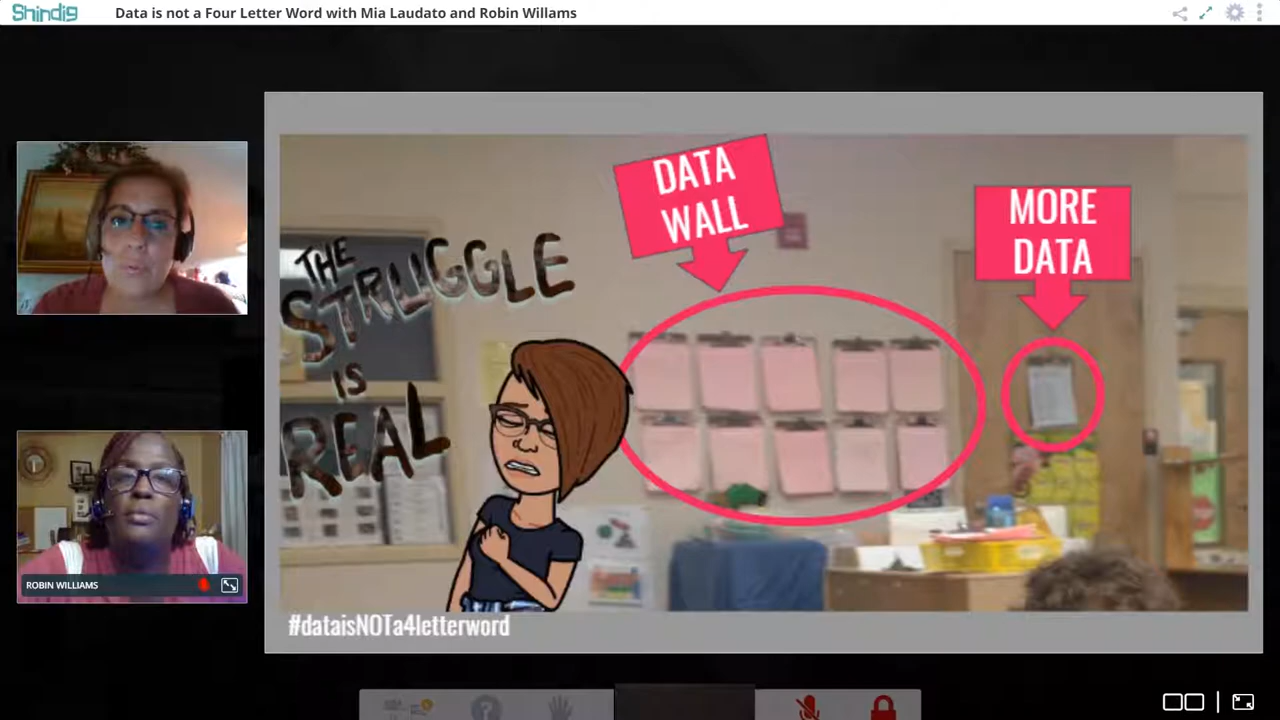 Shindig
Data is not a Four Letter Word with Mia Laudato and Robin Willams
DATA
WALL
MORE
DATA
THE
STRUGGLE
IS
REAL
ROBIN WILLIAMS
#dataisNOTa4letterword